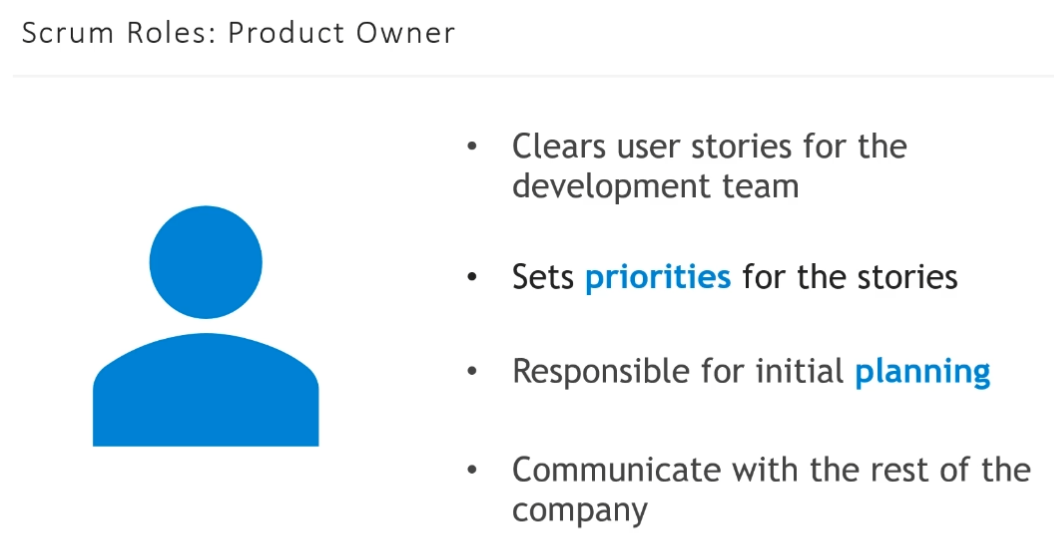 Scrum Roles: Product Owner
• Clears user stories for the
development team
• Sets priorities for the stories
• Responsible for initial planning
• Communicate with the rest of the
company